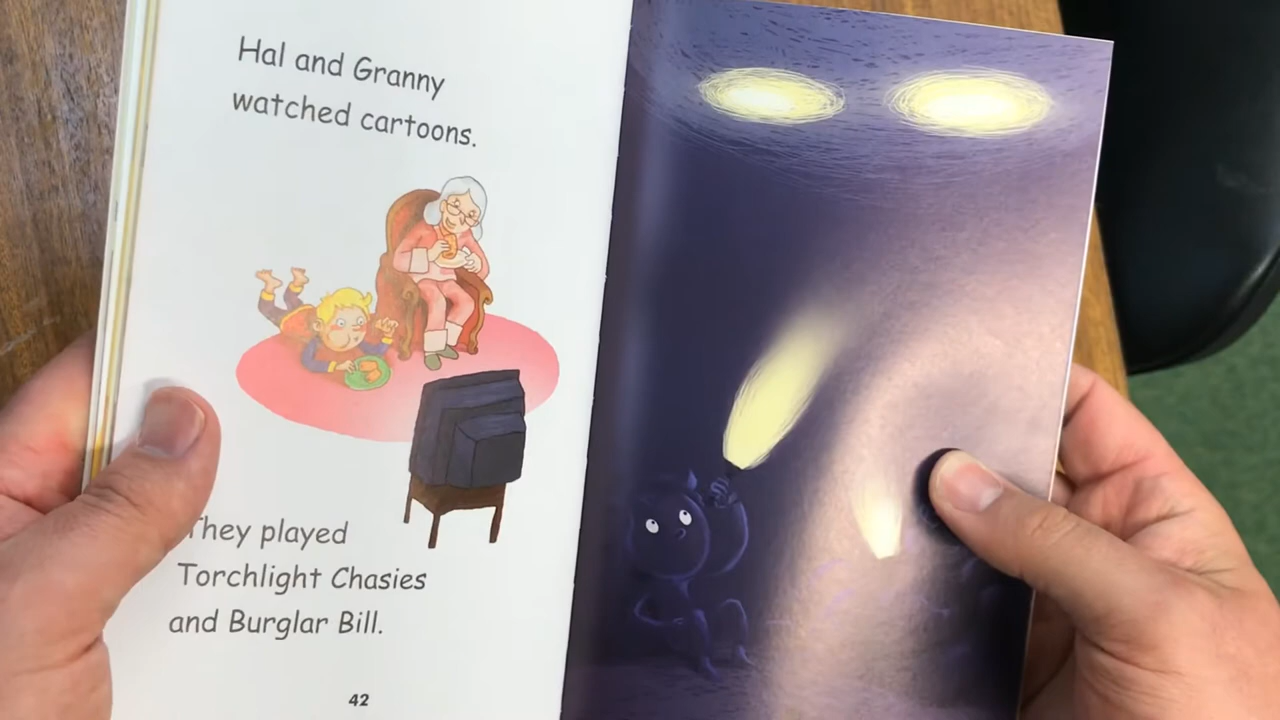 Hal and Granny
watched cartoons.
They played
Torchlight Chasies
and Burglar Bill.
42